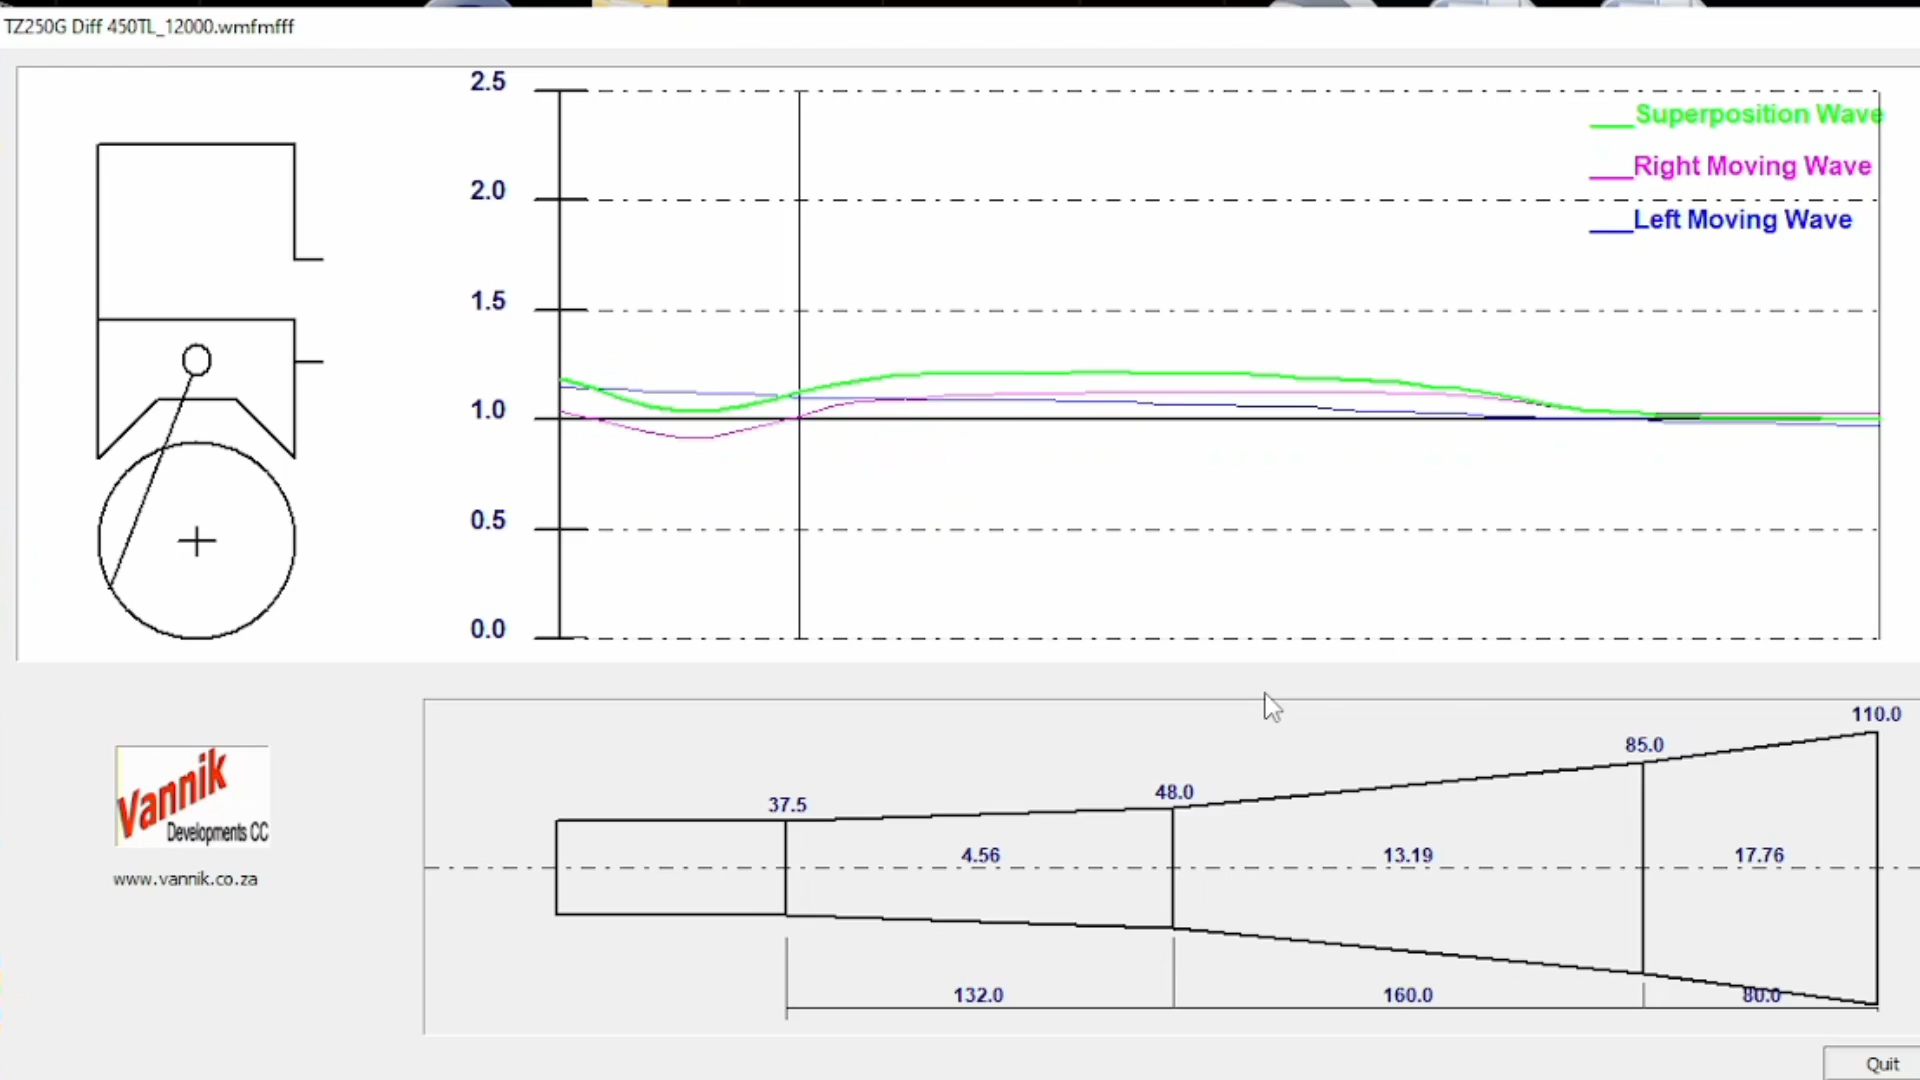 TZ250G Diff 450TL_12000.wmfmfff
2.5
2.0
1.5
1.0
0.5
0.0
Superposition Wave
Right Moving Wave
Left Moving Wave
Vannik
Developments CC
www.vannik.co.za
37.5
48.0
85.0
110.0
4.56
13.19
17.76
132.0
160.0
80.0
Quit